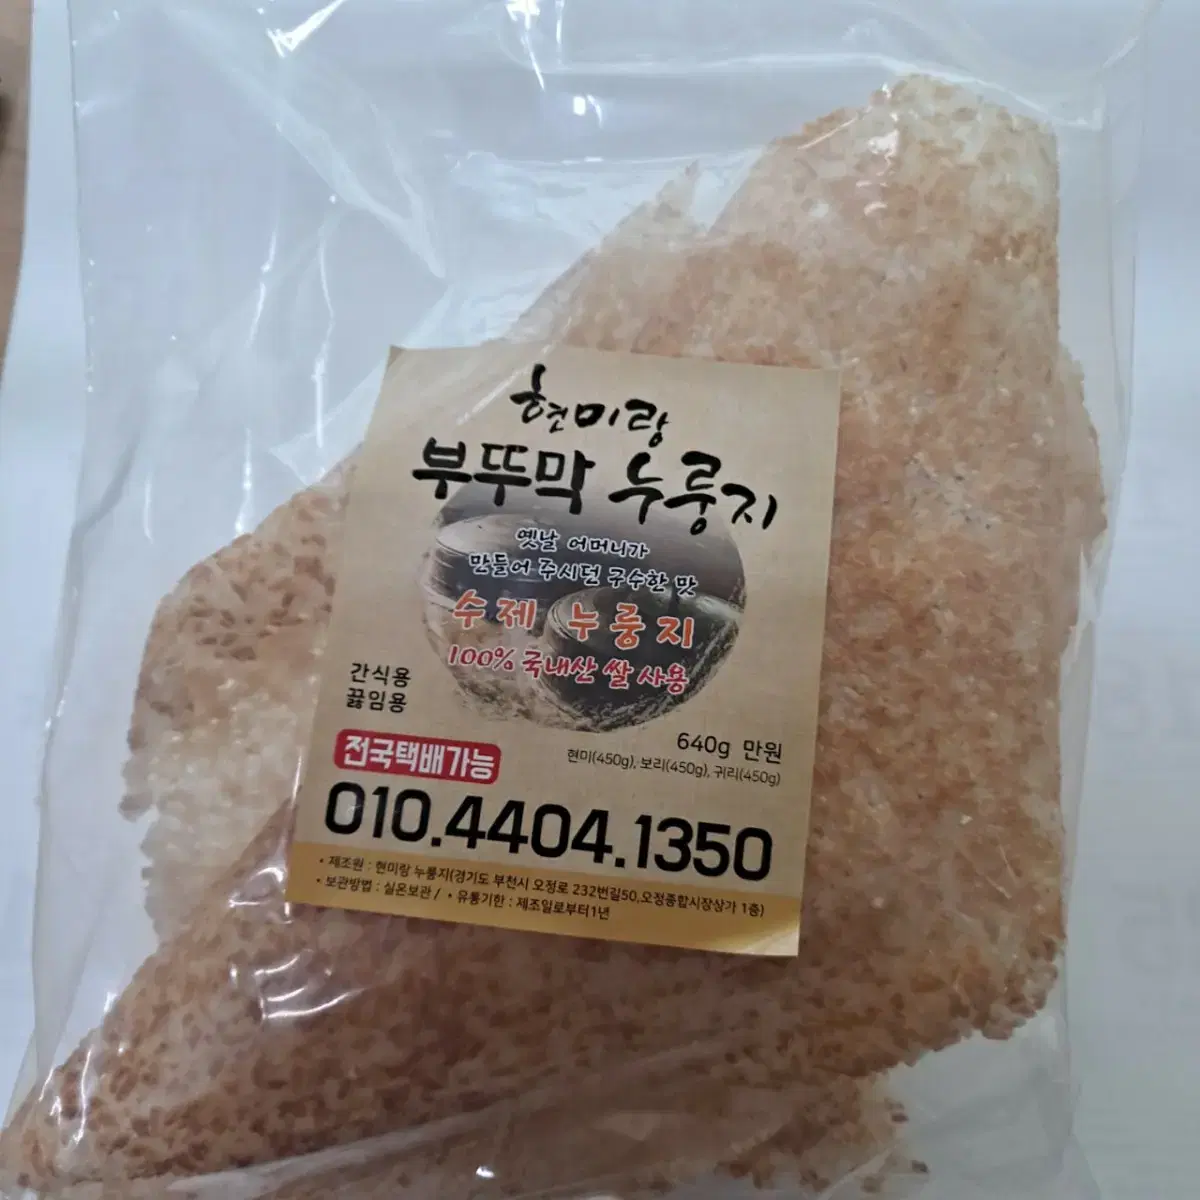 현미랑
부뚜막 누룽지
옛날 어머니가
만들어 주시던 구수한 맛
수제 누룽지
100% 국내산 쌀 사용
간식용
끓임용
640g 만원
현미(450g), 보리(450g), 귀리(450g)
전국택배가능
010.4404.1350
• 제조원 : 현미랑 누룽지(경기도 부천시 오정로 232번길50,오정종합시장상가 1층)
• 보관방법 : 실온보관 / • 유통기한 : 제조일로부터1년